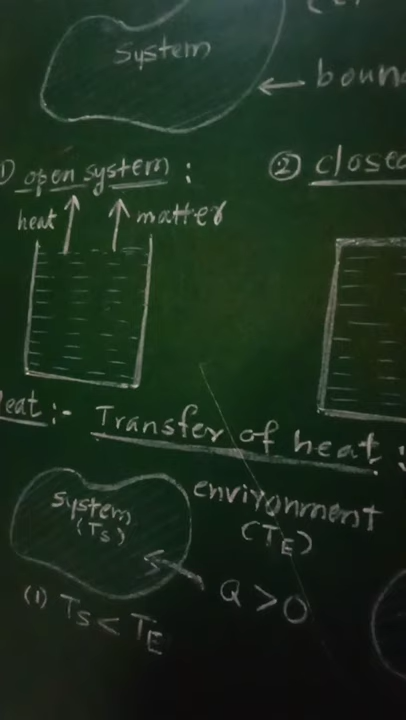 System
← boun
① open system :
② close
heat
matter
eat :- Transfer of heat :
System
(Ts)
environment
(TE)
Q > 0
(1) Ts < TE